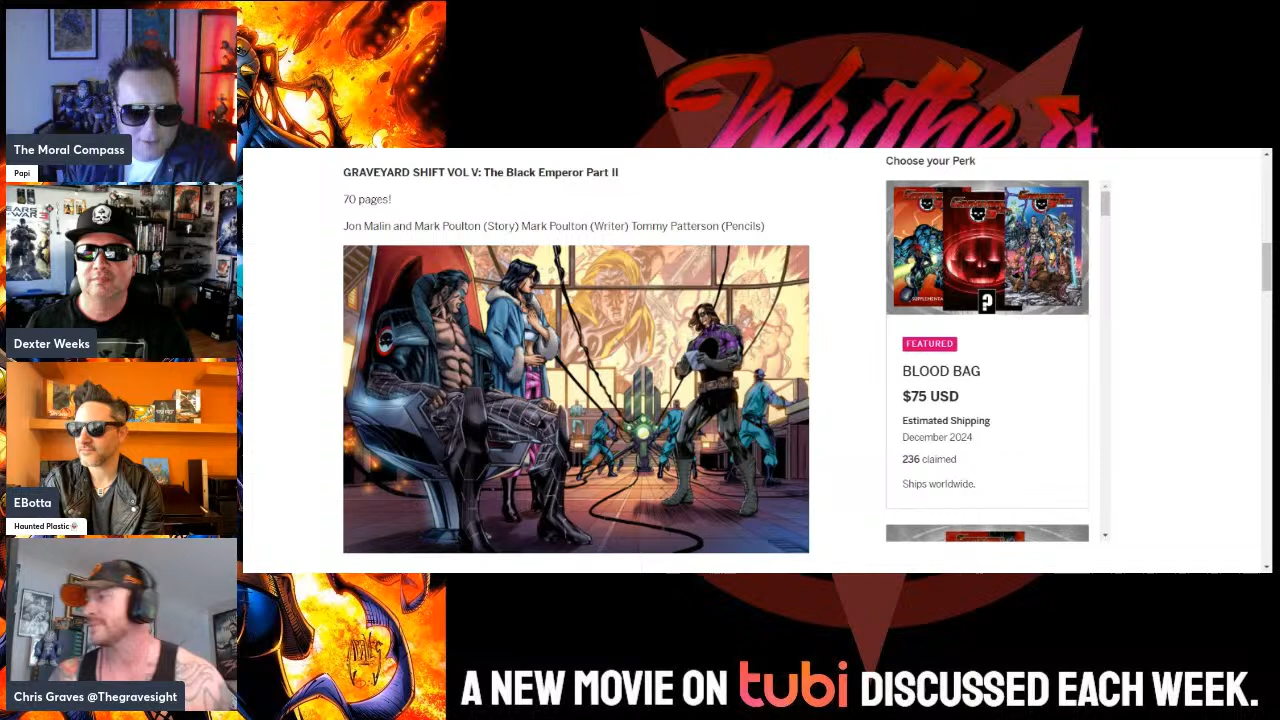 The Moral Compass
Papi
Dexter Weeks
EBotta
Haunted Plastic👻
Chris Graves @Thegravesight
Writhe &
GRAVEYARD SHIFT VOL V: The Black Emperor Part II
70 pages!
Jon Malin and Mark Poulton (Story) Mark Poulton (Writer) Tommy Patterson (Pencils)
Choose your Perk
SUPPLEMENTA
?
FEATURED
BLOOD BAG
$75 USD
Estimated Shipping
December 2024
236 claimed
Ships worldwide.
A NEW MOVIE ON tubi DISCUSSED EACH WEEK.